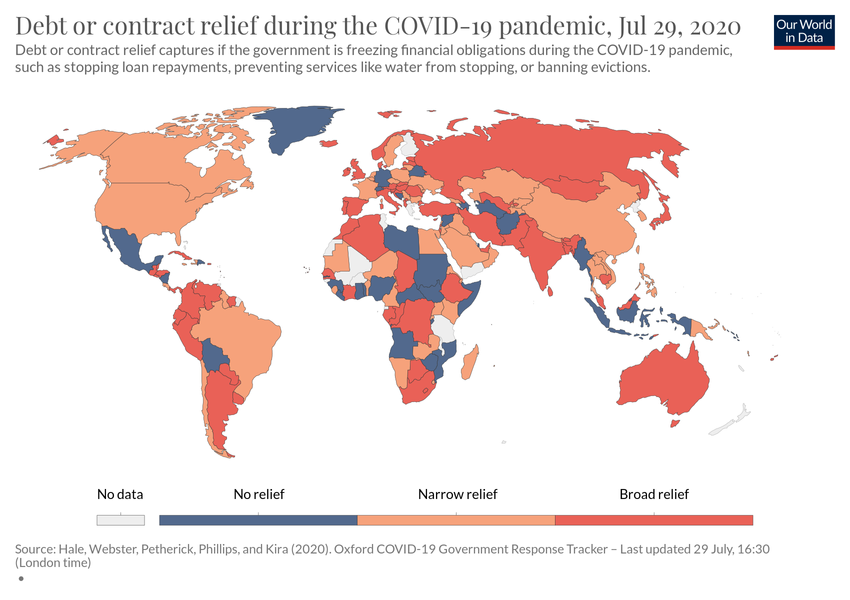 Debt or contract relief during the COVID-19 pandemic, Jul 29, 2020
Our World
in Data
Debt or contract relief captures if the government is freezing financial obligations during the COVID-19 pandemic,
such as stopping loan repayments, preventing services like water from stopping, or banning evictions.
No data
No relief
Narrow relief
Broad relief
Source: Hale, Webster, Petherick, Phillips, and Kira (2020). Oxford COVID-19 Government Response Tracker – Last updated 29 July, 16:30
(London time)